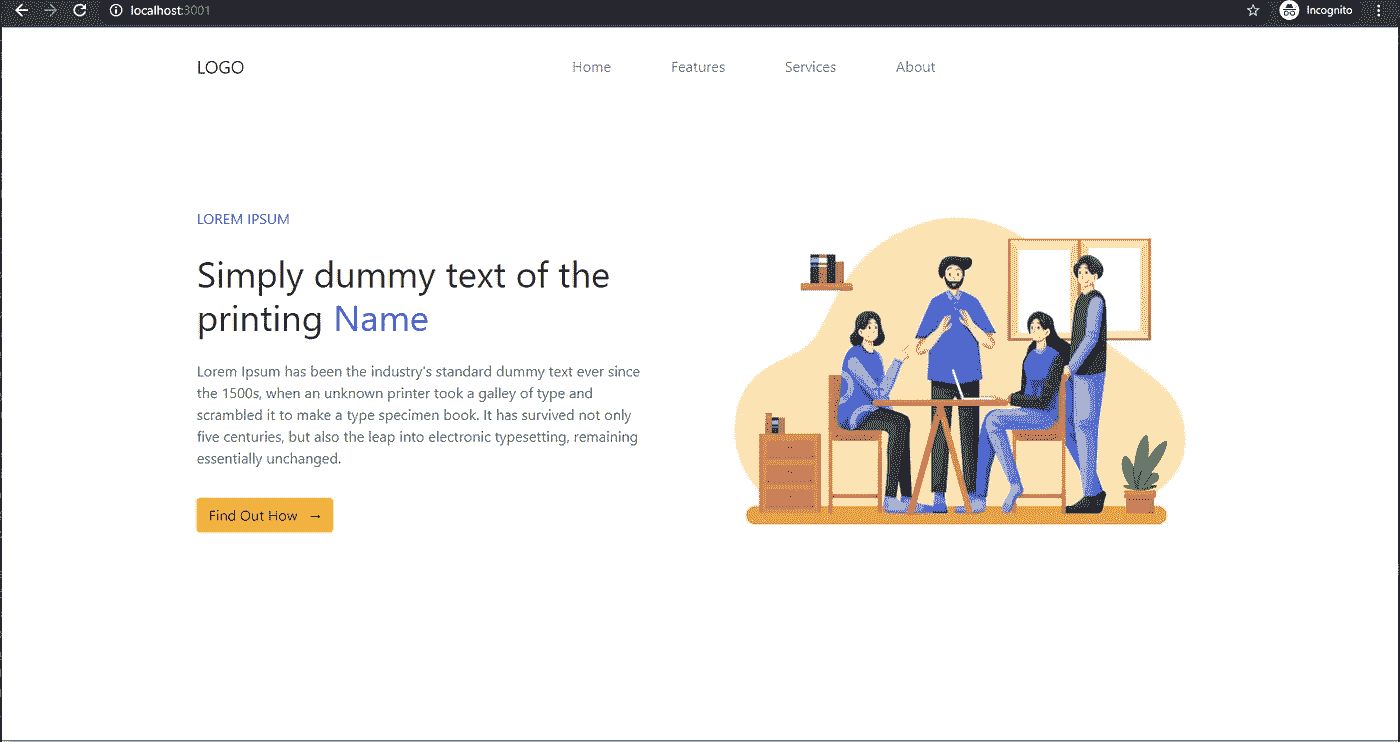 localhost:3001
Incognito
LOGO
Home Features Services About
LOREM IPSUM
Simply dummy text of the
printing Name
Lorem Ipsum has been the industry's standard dummy text ever since
the 1500s, when an unknown printer took a galley of type and
scrambled it to make a type specimen book. It has survived not only
five centuries, but also the leap into electronic typesetting, remaining
essentially unchanged.
Find Out How →